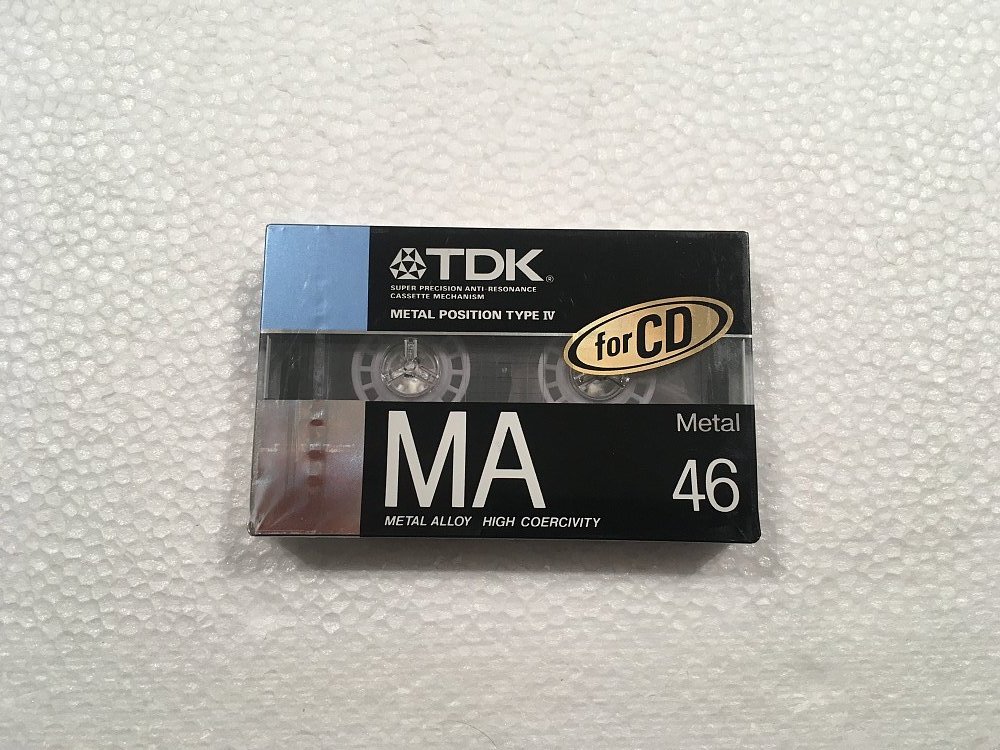 TDK®
SUPER PRECISION ANTI-RESONANCE
CASSETTE MECHANISM
METAL POSITION TYPE IV
for CD
MA
Metal
46
METAL ALLOY HIGH COERCIVITY